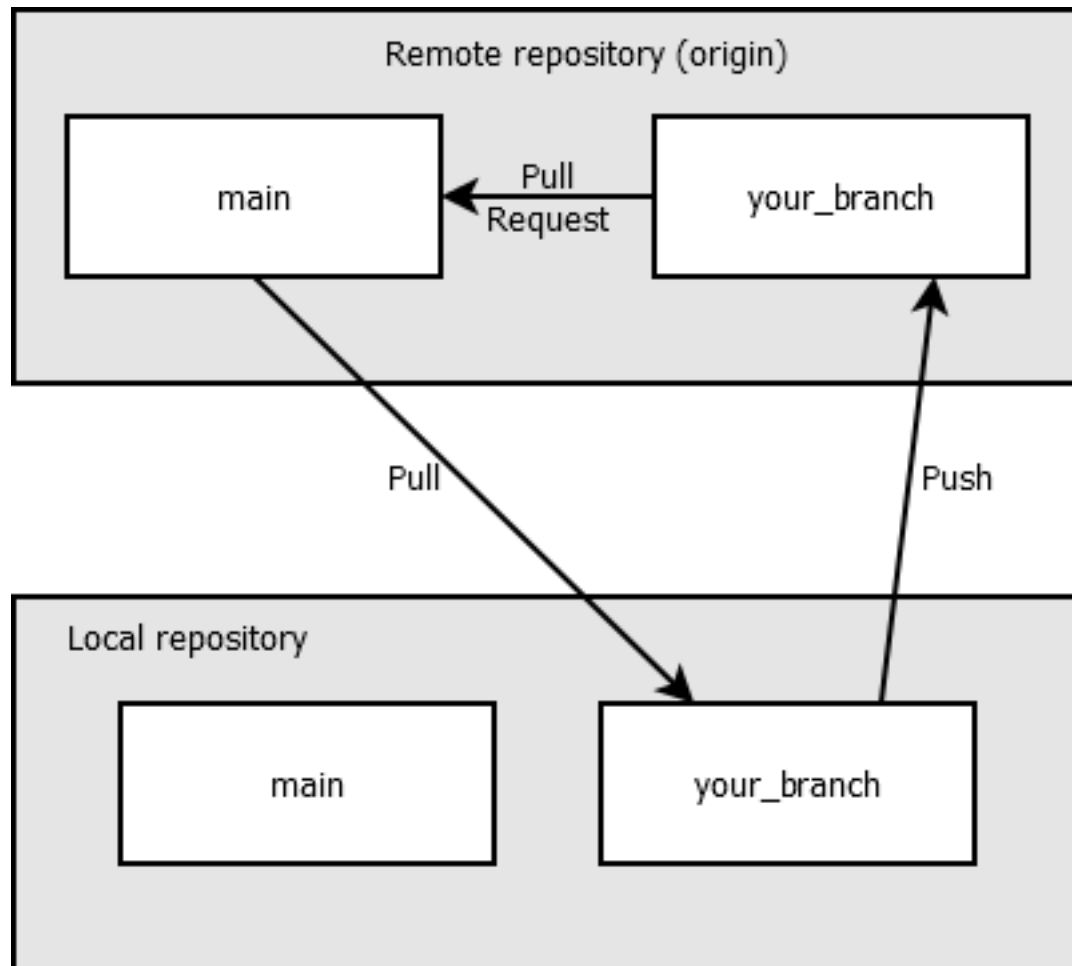 Remote repository (origin)
main
Pull
Request
your_branch
Pull
Push
Local repository
main
your_branch